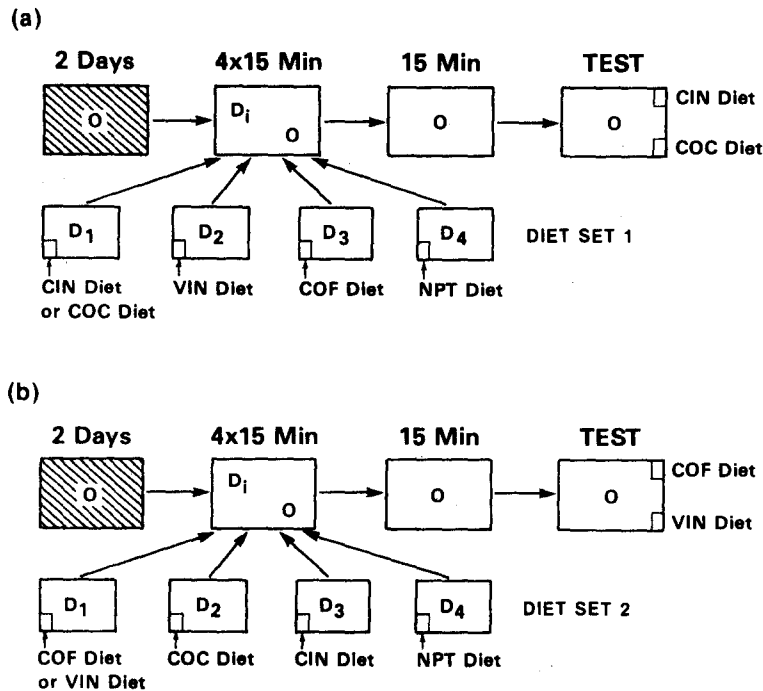 (a)
2 Days 4x15 Min 15 Min TEST
O Di O O O CIN Diet
COC Diet
D1 D2 D3 D4 DIET SET 1
CIN Diet VIN Diet COF Diet NPT Diet
or COC Diet
(b)
2 Days 4x15 Min 15 Min TEST
O Di O O O COF Diet
VIN Diet
D1 D2 D3 D4 DIET SET 2
COF Diet COC Diet CIN Diet NPT Diet
or VIN Diet